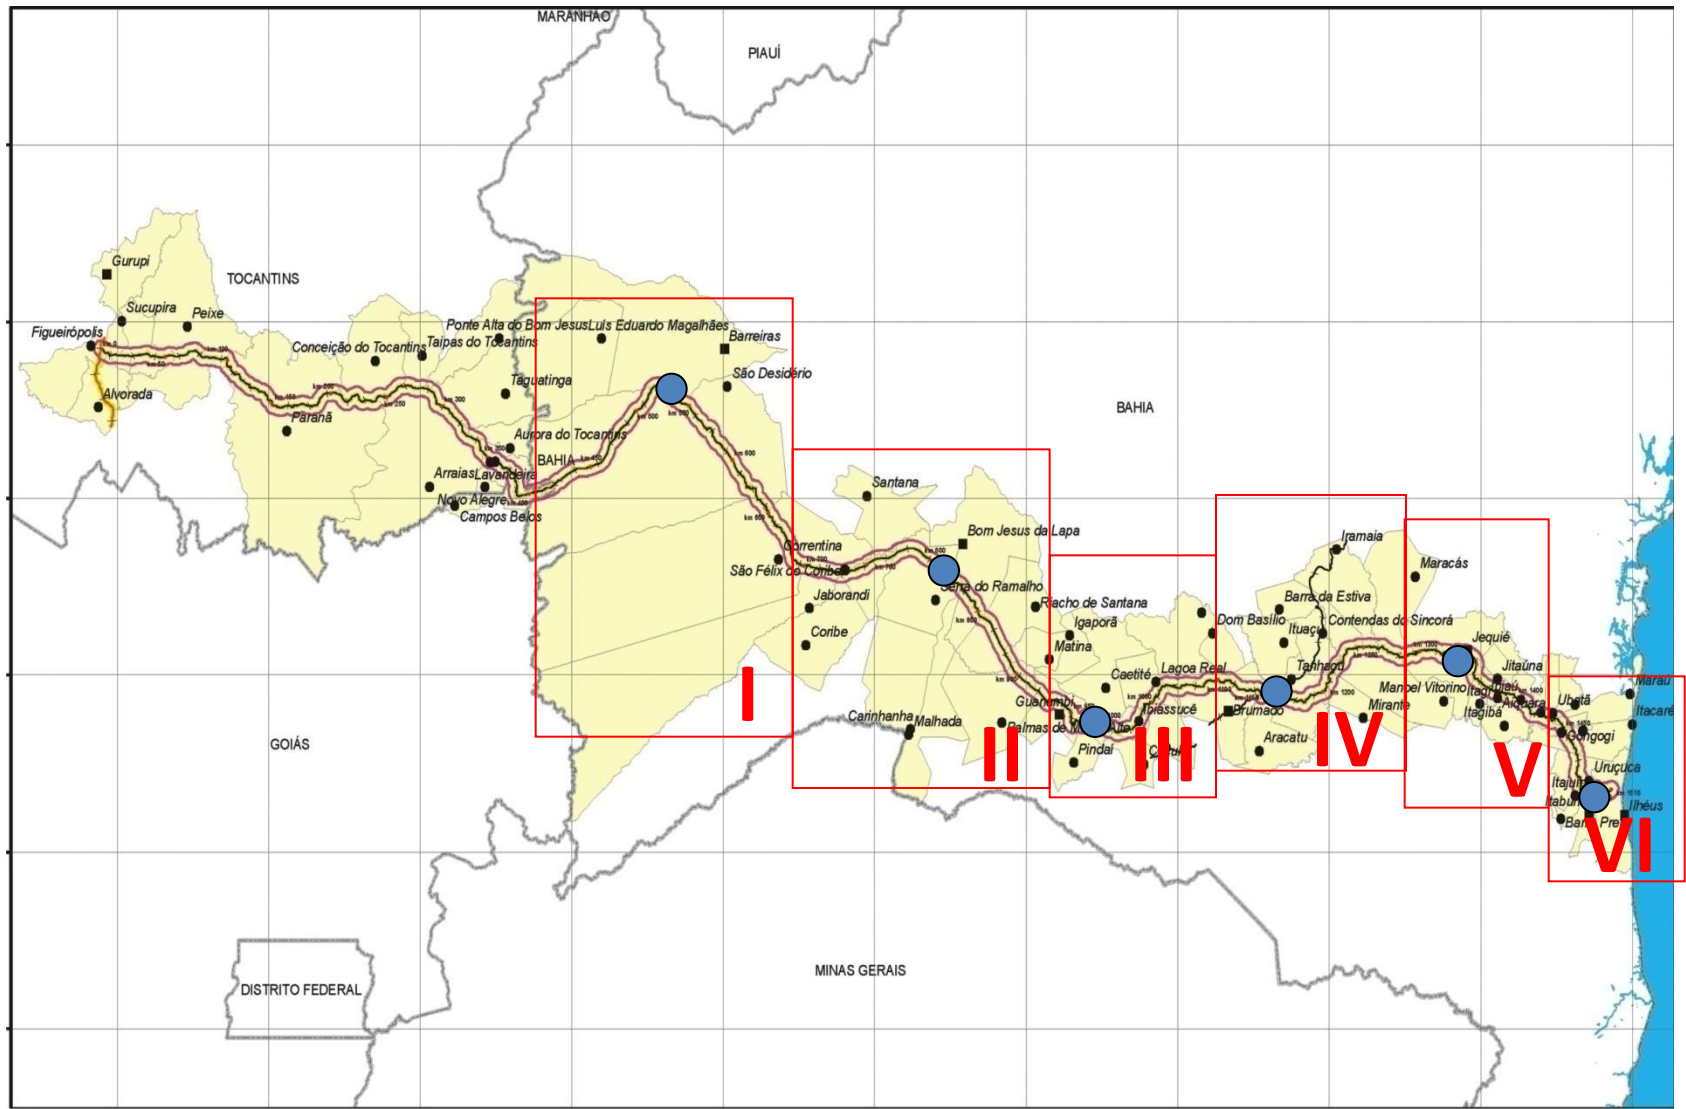 MARANHÃO
PIAUÍ
Gurupi
TOCANTINS
Sucupira
Peixe
Figueirópolis
Ponte Alta do Bom Jesus
Luís Eduardo Magalhães
Barreiras
Conceição do Tocantins
Taipas do Tocantins
São Desidério
Taguatinga
Alvorada
BAHIA
Paranã
Aurora do Tocantins
BAHIA
Arraias
Lavandeira
Novo Alegre
Campos Belos
Santana
Bom Jesus da Lapa
Iramaia
Correntina
São Félix do Coribe
Maracás
Serra do Ramalho
Jaborandi
Riacho de Santana
Barra da Estiva
Igaporã
Dom Basílio
Contendas do Sincorá
Ituaçu
Coribe
Matina
Jequié
Caetité
Lagoa Real
Tanhaçu
Jitaúna
I
Manoel Vitorino
Maraú
Ubatã
Guanambi
Ibiassucê
Brumado
Mirante
Itagibá
Aiquara
Itacaré
Carinhanha
Malhada
Palmas de
Gongogi
GOIÁS
Pindaí
Aracatu
II
III
IV
V
Uruçuca
Ilhéus
VI
MINAS GERAIS
DISTRITO FEDERAL